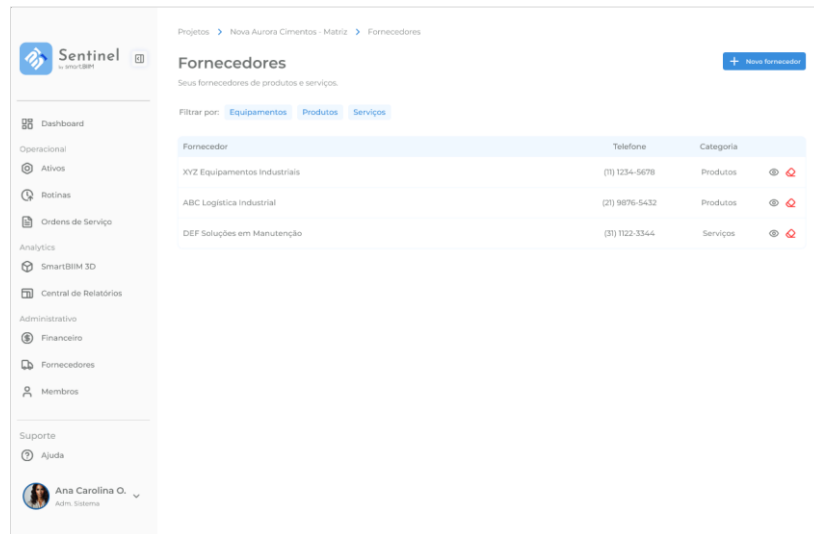 Sentinel
by smartBIIM
Dashboard
Operacional
Ativos
Rotinas
Ordens de Serviço
Analytics
SmartBIIM 3D
Central de Relatórios
Administrativo
Financeiro
Fornecedores
Membros
Suporte
Ajuda
Ana Carolina O.
Adm. Sistema
Projetos > Nova Aurora Cimentos - Matriz > Fornecedores
Fornecedores
+ Novo fornecedor
Seus fornecedores de produtos e serviços.
Filtrar por: Equipamentos Produtos Serviços
Fornecedor Telefone Categoria
XYZ Equipamentos Industriais (11) 1234-5678 Produtos
ABC Logística Industrial (21) 9876-5432 Produtos
DEF Soluções em Manutenção (31) 1122-3344 Serviços